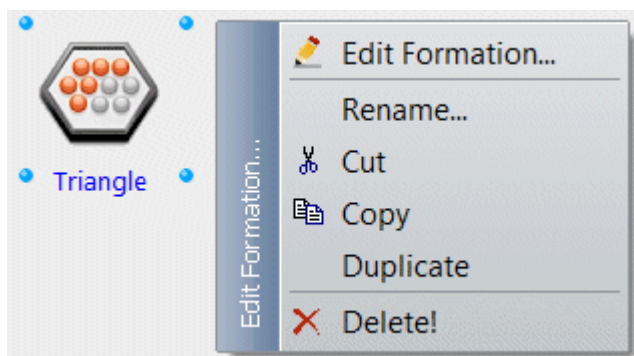 Triangle
Edit Formation...
Edit Formation...
Rename...
Cut
Copy
Duplicate
Delete!